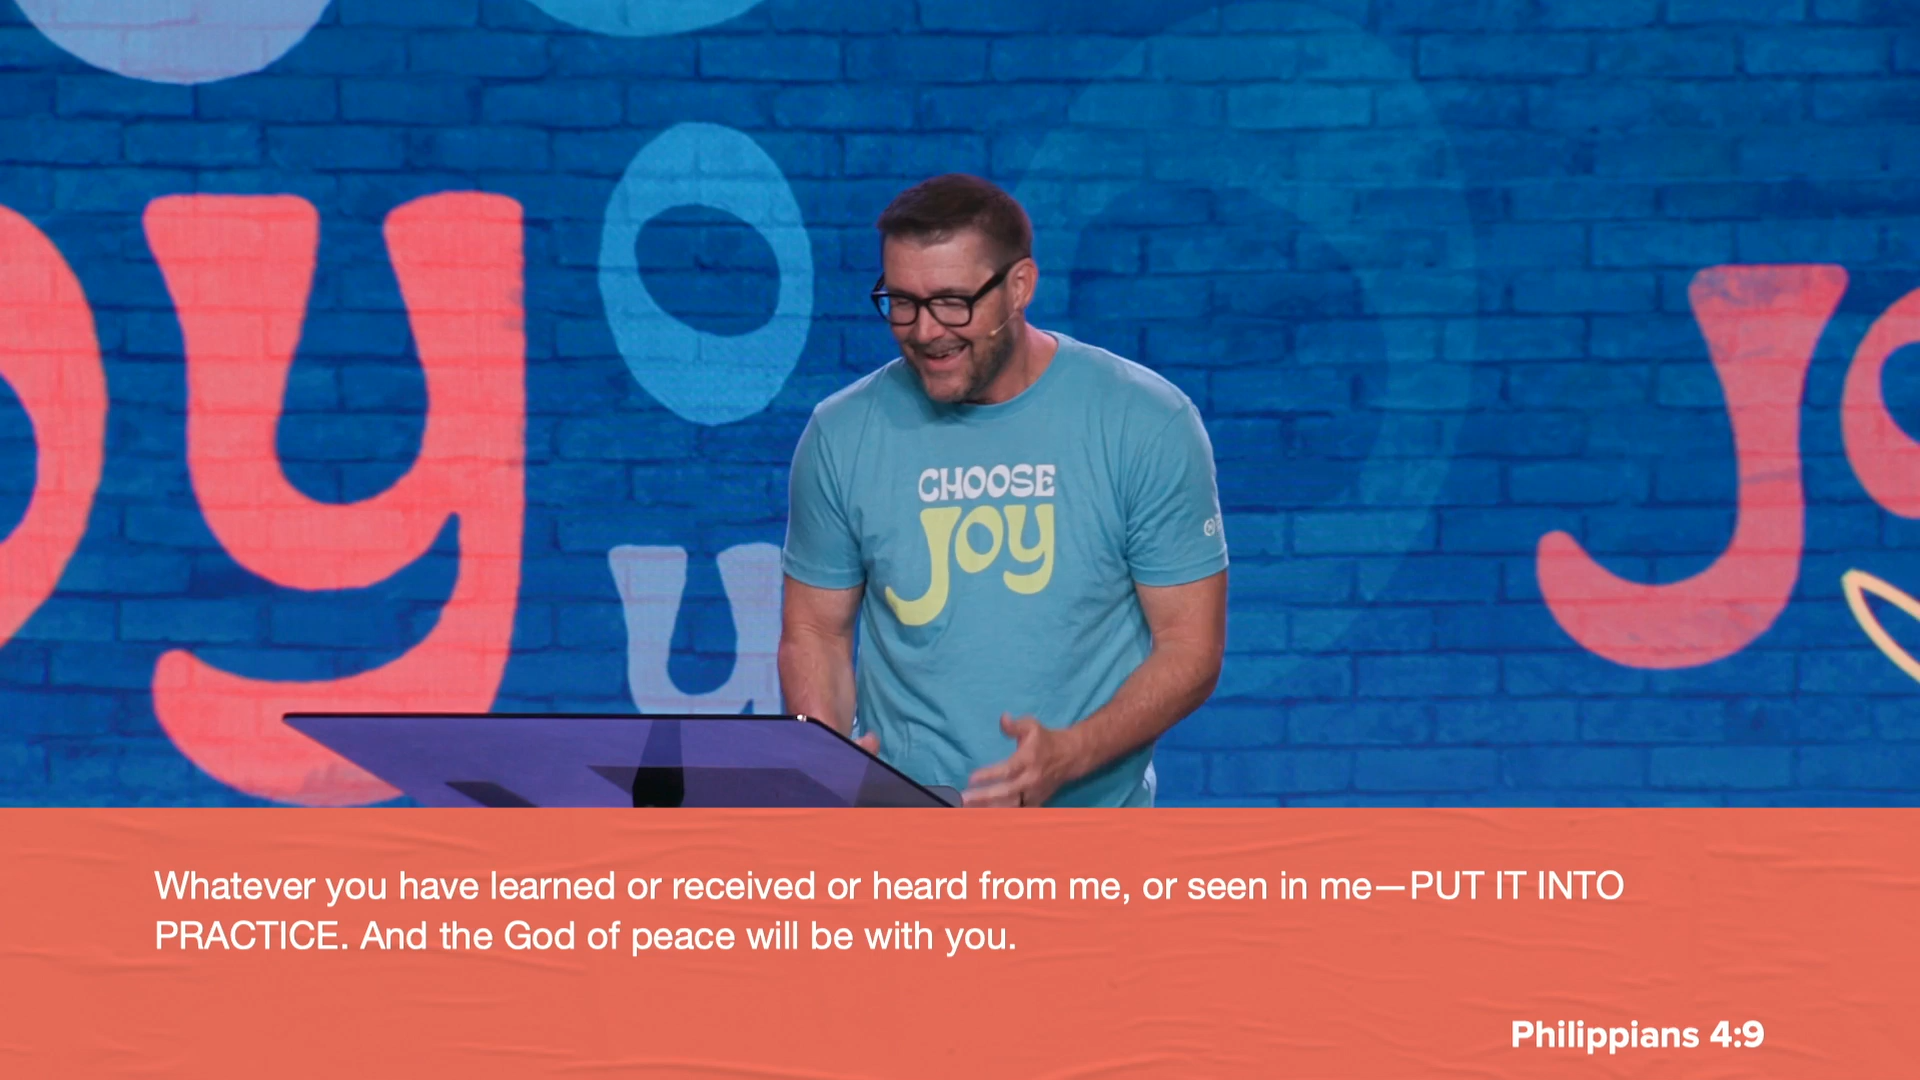 oy
o
y
Jo
CHOOSE
Joy
Whatever you have learned or received or heard from me, or seen in me—PUT IT INTO
PRACTICE. And the God of peace will be with you.
Philippians 4:9